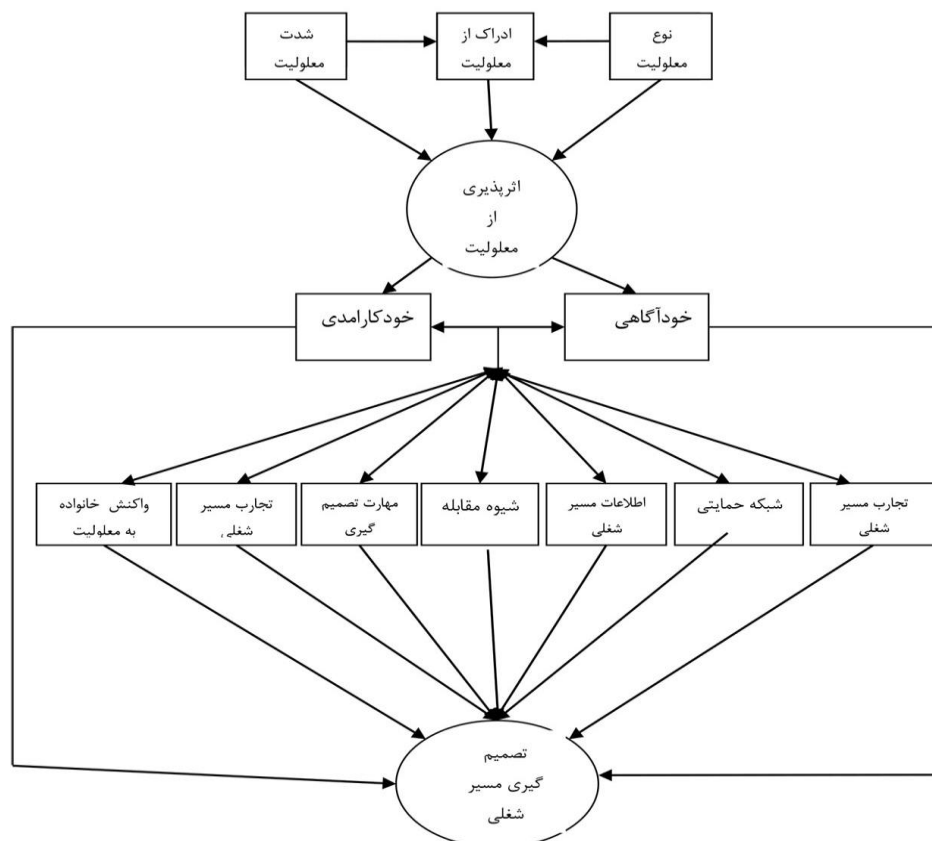 نوع
معلولیت
ادراک از
معلولیت
شدت
معلولیت
اثرپذیری
از
معلولیت
خودآگاهی
خودکارامدی
تجارب مسیر
شغلی
شبکه حمایتی
اطلاعات مسیر
شغلی
شیوه مقابله
مهارت تصمیم
گیری
تجارب مسیر
شغلی
واکنش خانواده
به معلولیت
تصمیم
گیری مسیر
شغلی